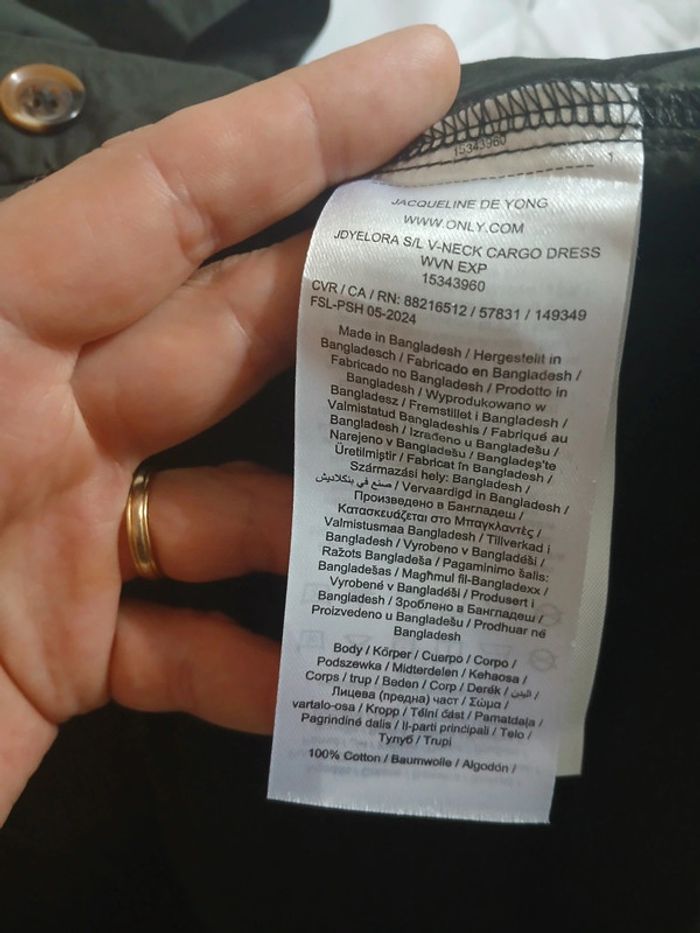 15343960
1
JACQUELINE DE YONG
WWW.ONLY.COM
JDYELORA S/L V-NECK CARGO DRESS
WVN EXP
15343960
CVR / CA / RN: 88216512 / 57831 / 149349
FSL-PSH 05-2024
Made in Bangladesh / Hergestellt in
Bangladesch / Fabricado en Bangladesh /
Fabricado no Bangladesh / Prodotto in
Bangladesh / Wyprodukowano w
Bangladesz / Fremstillet i Bangladesh /
Valmistatud Bangladeshis / Fabriqué au
Bangladesh / Izrađeno u Bangladešu /
Narejeno v Bangladešu / Bangladeş'te
Üretilmiştir / Fabricat în Bangladesh /
Származási hely: Bangladesh /
صنع في بنكلاديش / Vervaardigd in Bangladesh /
Произведено в Бангладеш /
Κατασκευάζεται στο Μπαγκλαντές /
Valmistusmaa Bangladesh / Tillverkad i
Bangladesh / Vyrobeno v Bangladéši /
Ražots Bangladeša / Pagaminimo šalis:
Bangladešas / Magħmul fil-Bangladexx /
Vyrobené v Bangladéši / Produsert i
Bangladesh / Зроблено в Бангладеш /
Proizvedeno u Bangladešu / Prodhuar në
Bangladesh
Body / Körper / Cuerpo / Corpo /
Podszewka / Midterdelen / Kehaosa /
Corps / trup / Beden / Corp / Derék / البدن /
Лицева (предна) част / Σώμα /
vartalo-osa / Kropp / Tělní část / Pamatdaļa /
Pagrindinė dalis / Il-parti prinċipali / Telo /
Тулуб / Trupi
100% Cotton / Baumwolle / Algodón /